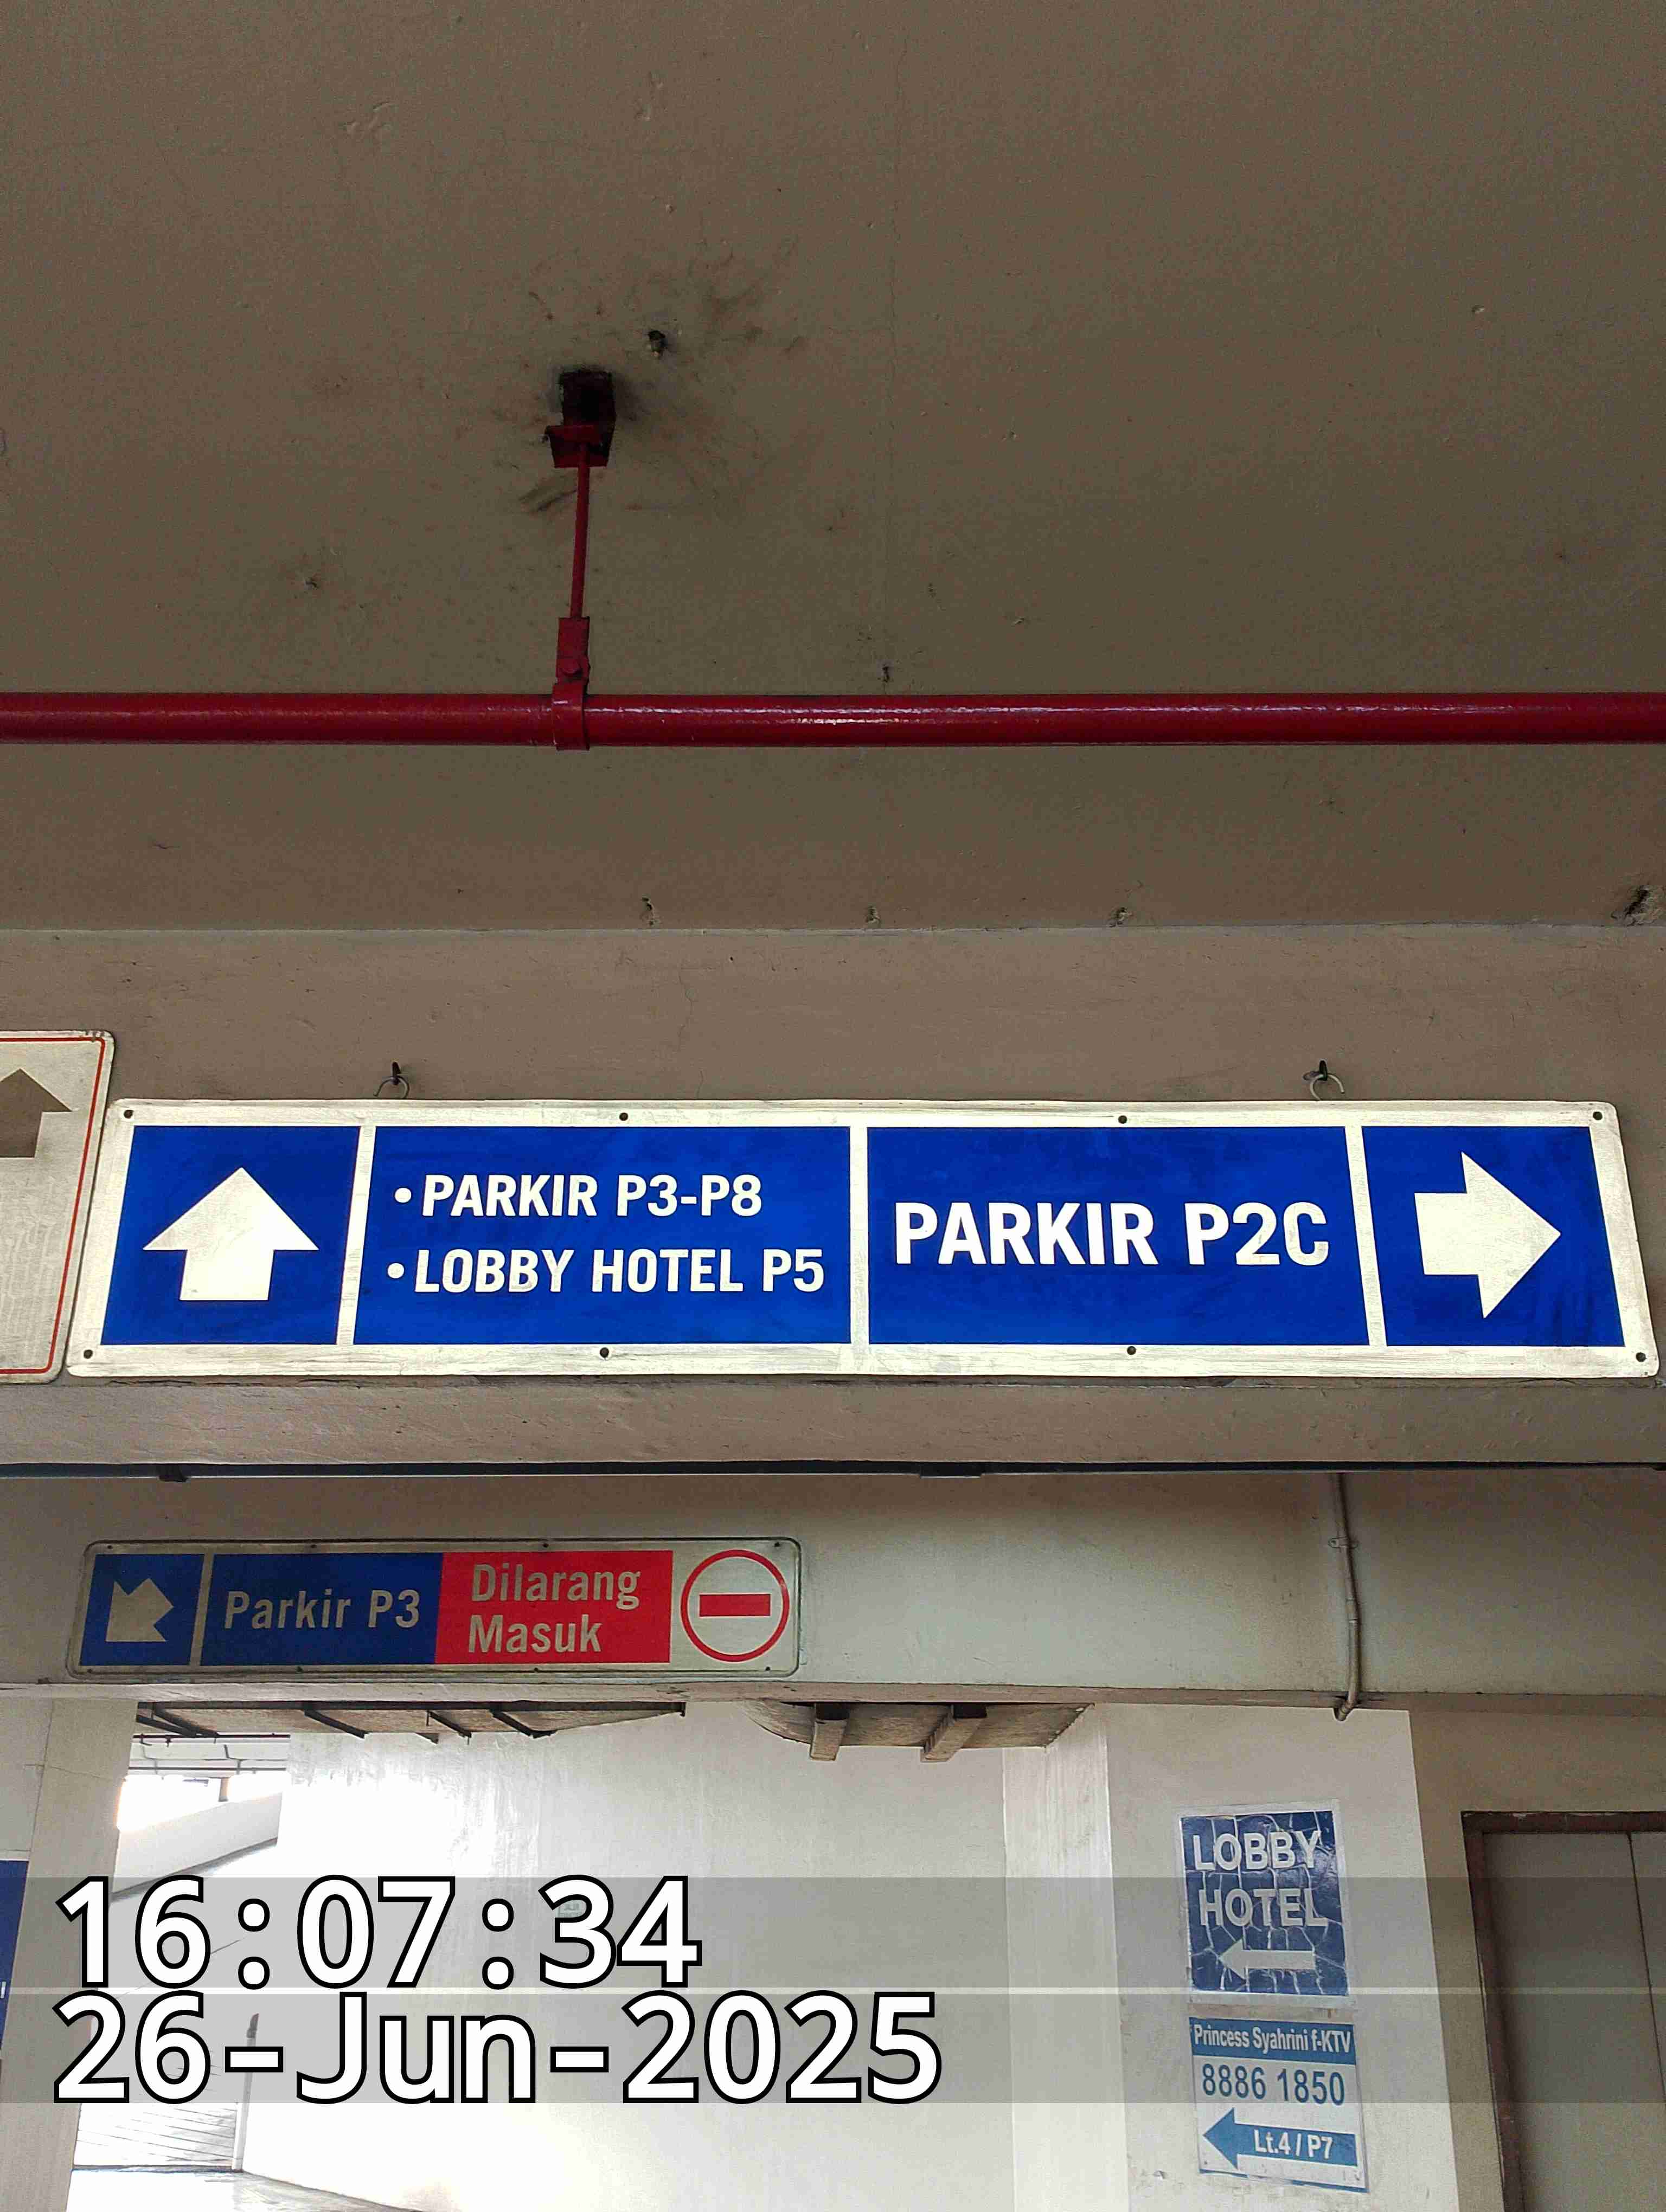 • PARKIR P3-P8
• LOBBY HOTEL P5
PARKIR P2C
Parkir P3
Dilarang
Masuk
LOBBY
HOTEL
Princess Syahrini f-KTV
8886 1850
Lt.4 / P7
16:07:34
26-Jun-2025